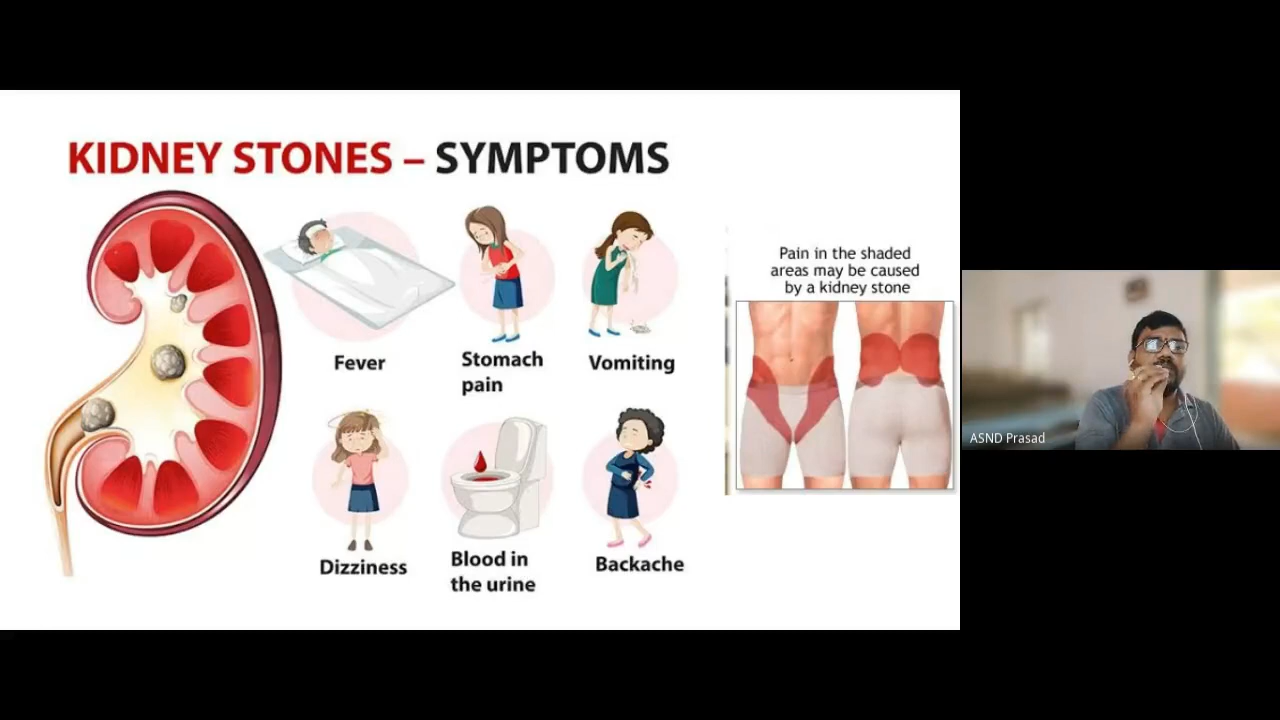 KIDNEY STONES – SYMPTOMS
Fever
Stomach
pain
Vomiting
Dizziness
Blood in
the urine
Backache
Pain in the shaded
areas may be caused
by a kidney stone
ASND Prasad